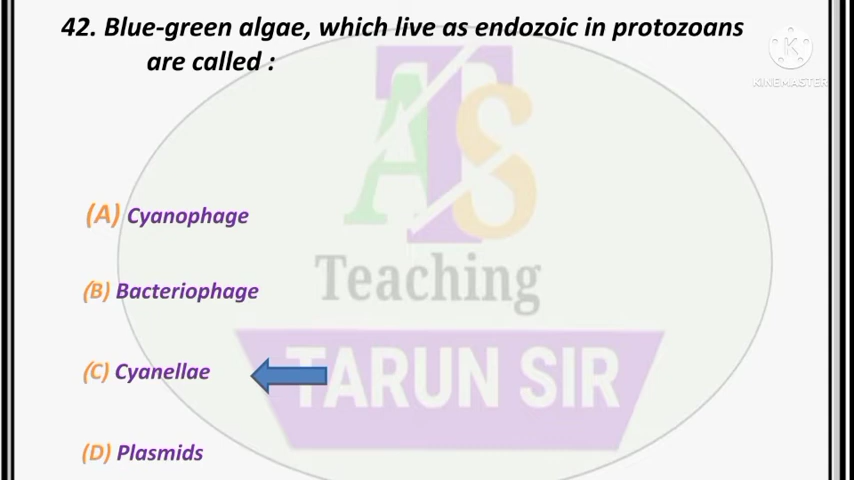 42. Blue-green algae, which live as endozoic in protozoans
are called :
KINEMASTER
(A) Cyanophage
ATS
Teaching
(B) Bacteriophage
(C) Cyanellae
TARUN SIR
(D) Plasmids